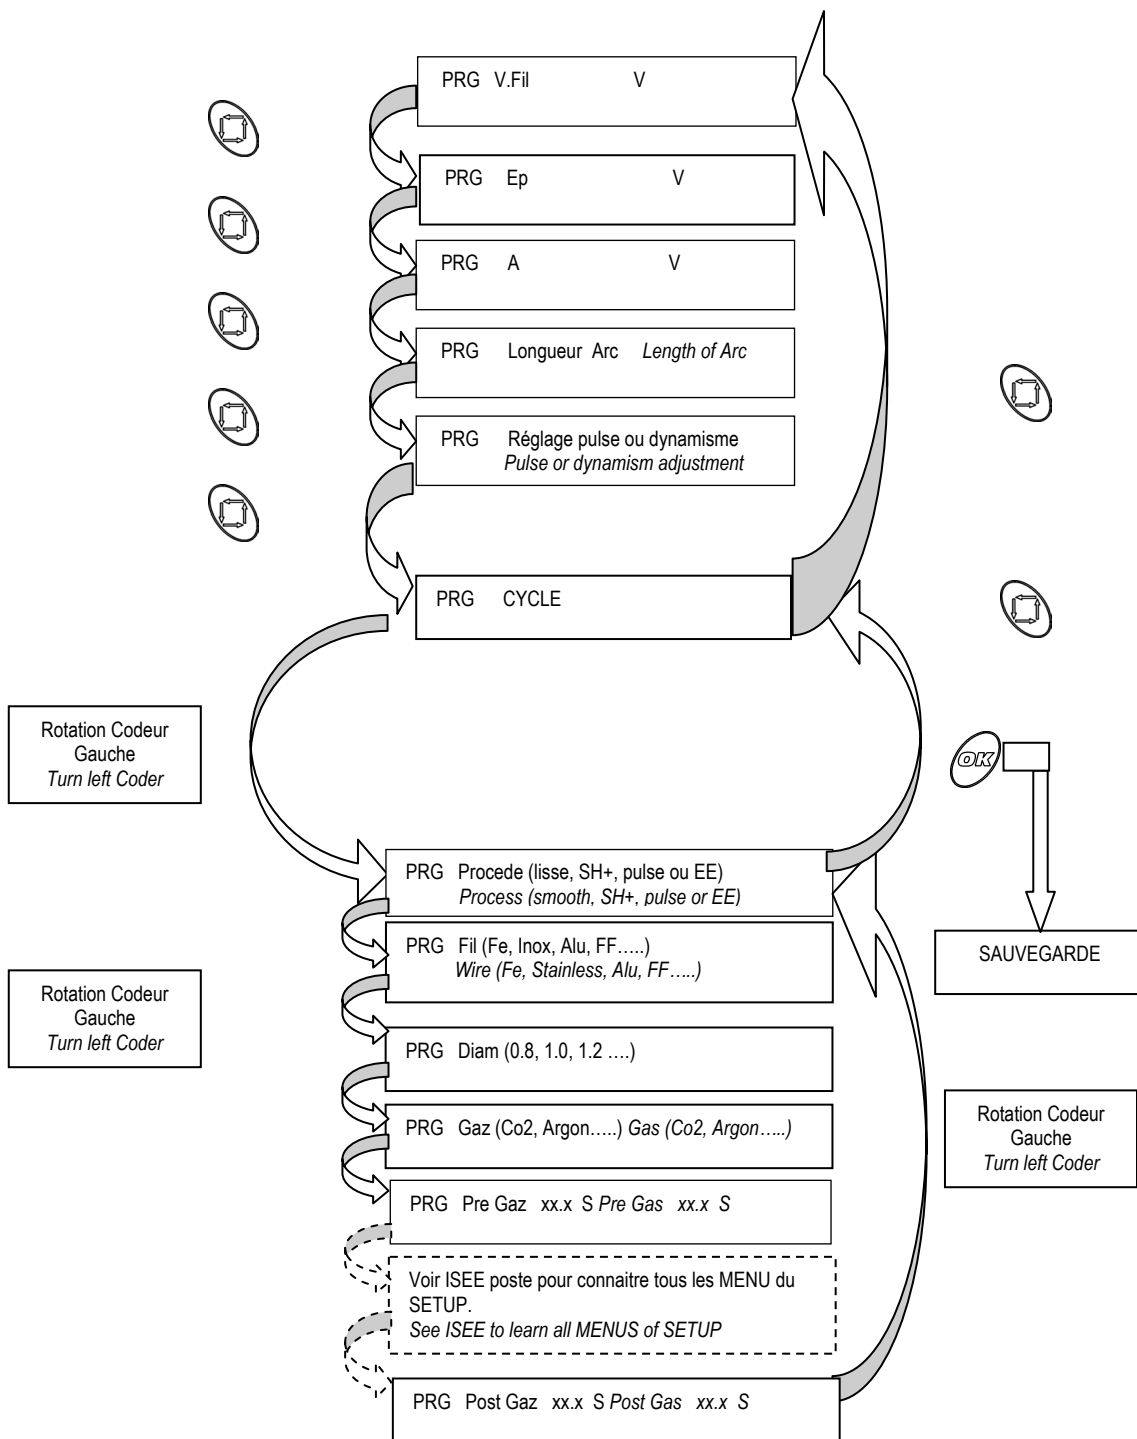 PRG V.Fil V
PRG Ep V
PRG A V
PRG Longueur Arc Length of Arc
PRG Réglage pulse ou dynamisme
Pulse or dynamism adjustment
PRG CYCLE
Rotation Codeur
Gauche
Turn left Coder
OK
PRG Procede (lisse, SH+, pulse ou EE)
Process (smooth, SH+, pulse or EE)
PRG Fil (Fe, Inox, Alu, FF…..)
Wire (Fe, Stainless, Alu, FF…..)
SAUVEGARDE
Rotation Codeur
Gauche
Turn left Coder
PRG Diam (0.8, 1.0, 1.2 ….)
PRG Gaz (Co2, Argon…..) Gas (Co2, Argon…..)
Rotation Codeur
Gauche
Turn left Coder
PRG Pre Gaz xx.x S Pre Gas xx.x S
Voir ISEE poste pour connaitre tous les MENU du
SETUP.
See ISEE to learn all MENUS of SETUP
PRG Post Gaz xx.x S Post Gas xx.x S